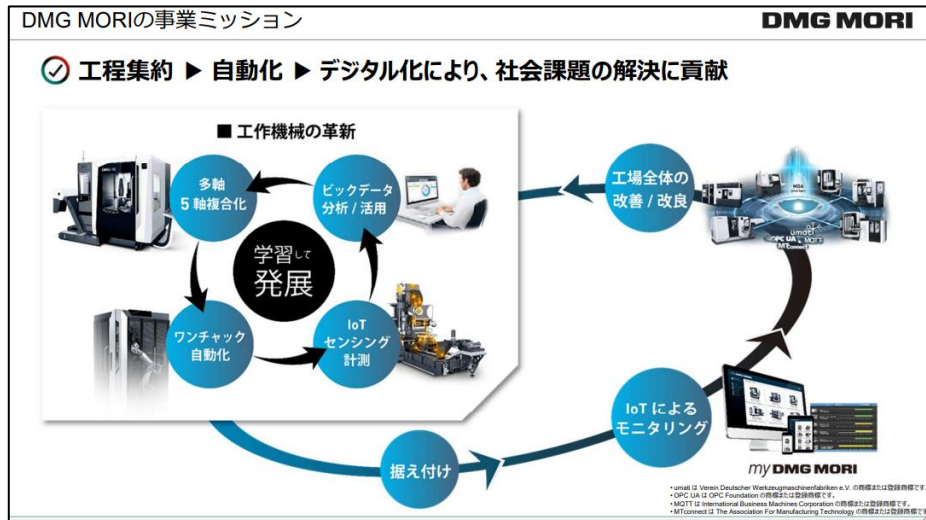 DMG MORIの事業ミッション
DMG MORI
工程集約 ▶ 自動化 ▶ デジタル化により、社会課題の解決に貢献
■ 工作機械の革新
多軸
5軸複合化
ビックデータ
分析 / 活用
学習して
発展
ワンチャック
自動化
IoT
センシング
計測
工場全体の
改善 / 改良
umati
OPC UA
MQTT
MTconnect
IoT による
モニタリング
据え付け
my DMG MORI
• umati は Verein Deutscher Werkzeugmaschinenfabriken e.V. の商標または登録商標です。
• OPC UA は OPC Foundation の商標または登録商標です。
• MQTT は International Business Machines Corporation の商標または登録商標です。
• MTconnect は The Association For Manufacturing Technology の商標または登録商標です